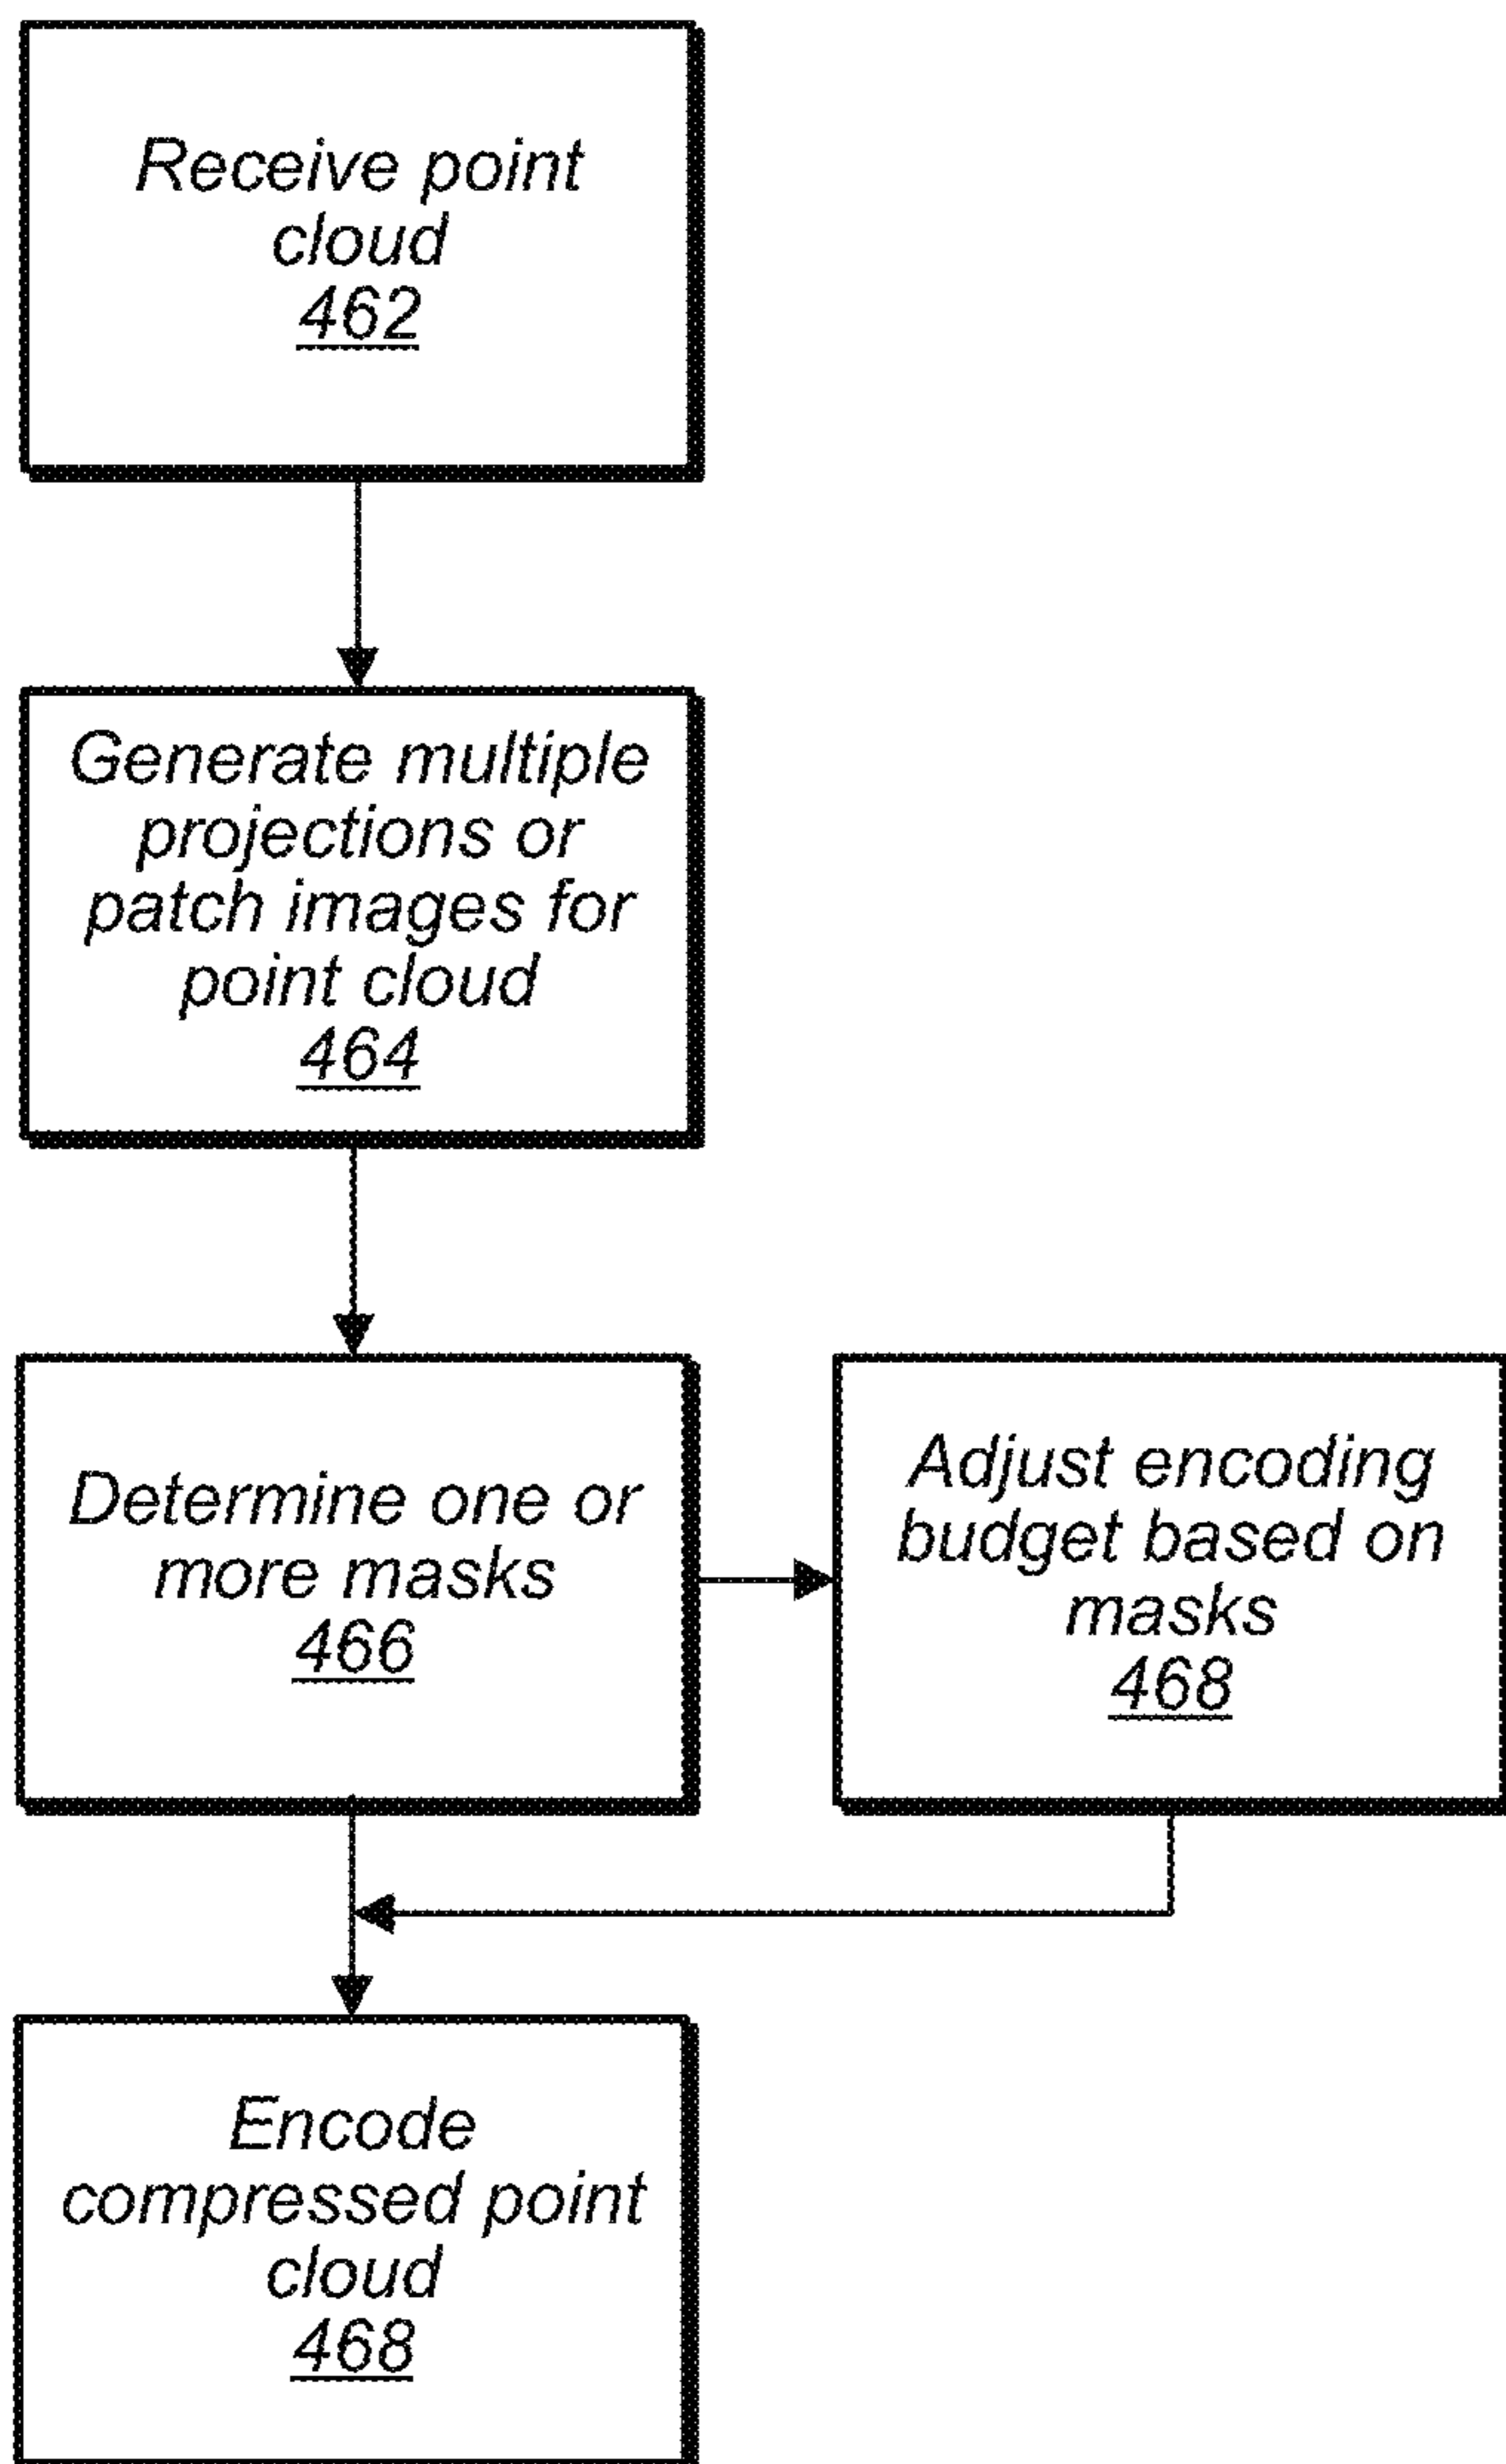 Receive point
cloud
462
Generate multiple
projections or
patch images for
point cloud
464
Determine one or
more masks
466
Adjust encoding
budget based on
masks
468
Encode
compressed point
cloud
468